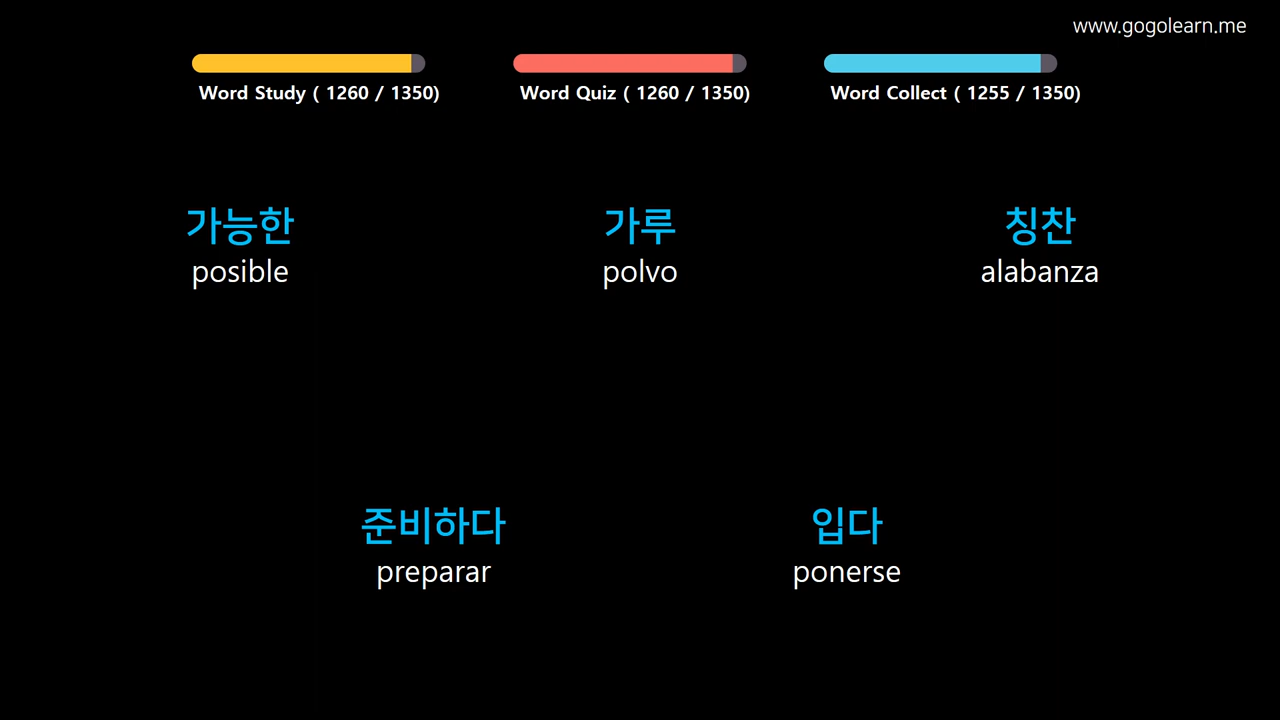 www.gogolearn.me
Word Study ( 1260 / 1350)
Word Quiz ( 1260 / 1350)
Word Collect ( 1255 / 1350)
가능한
posible
가루
polvo
칭찬
alabanza
준비하다
preparar
입다
ponerse